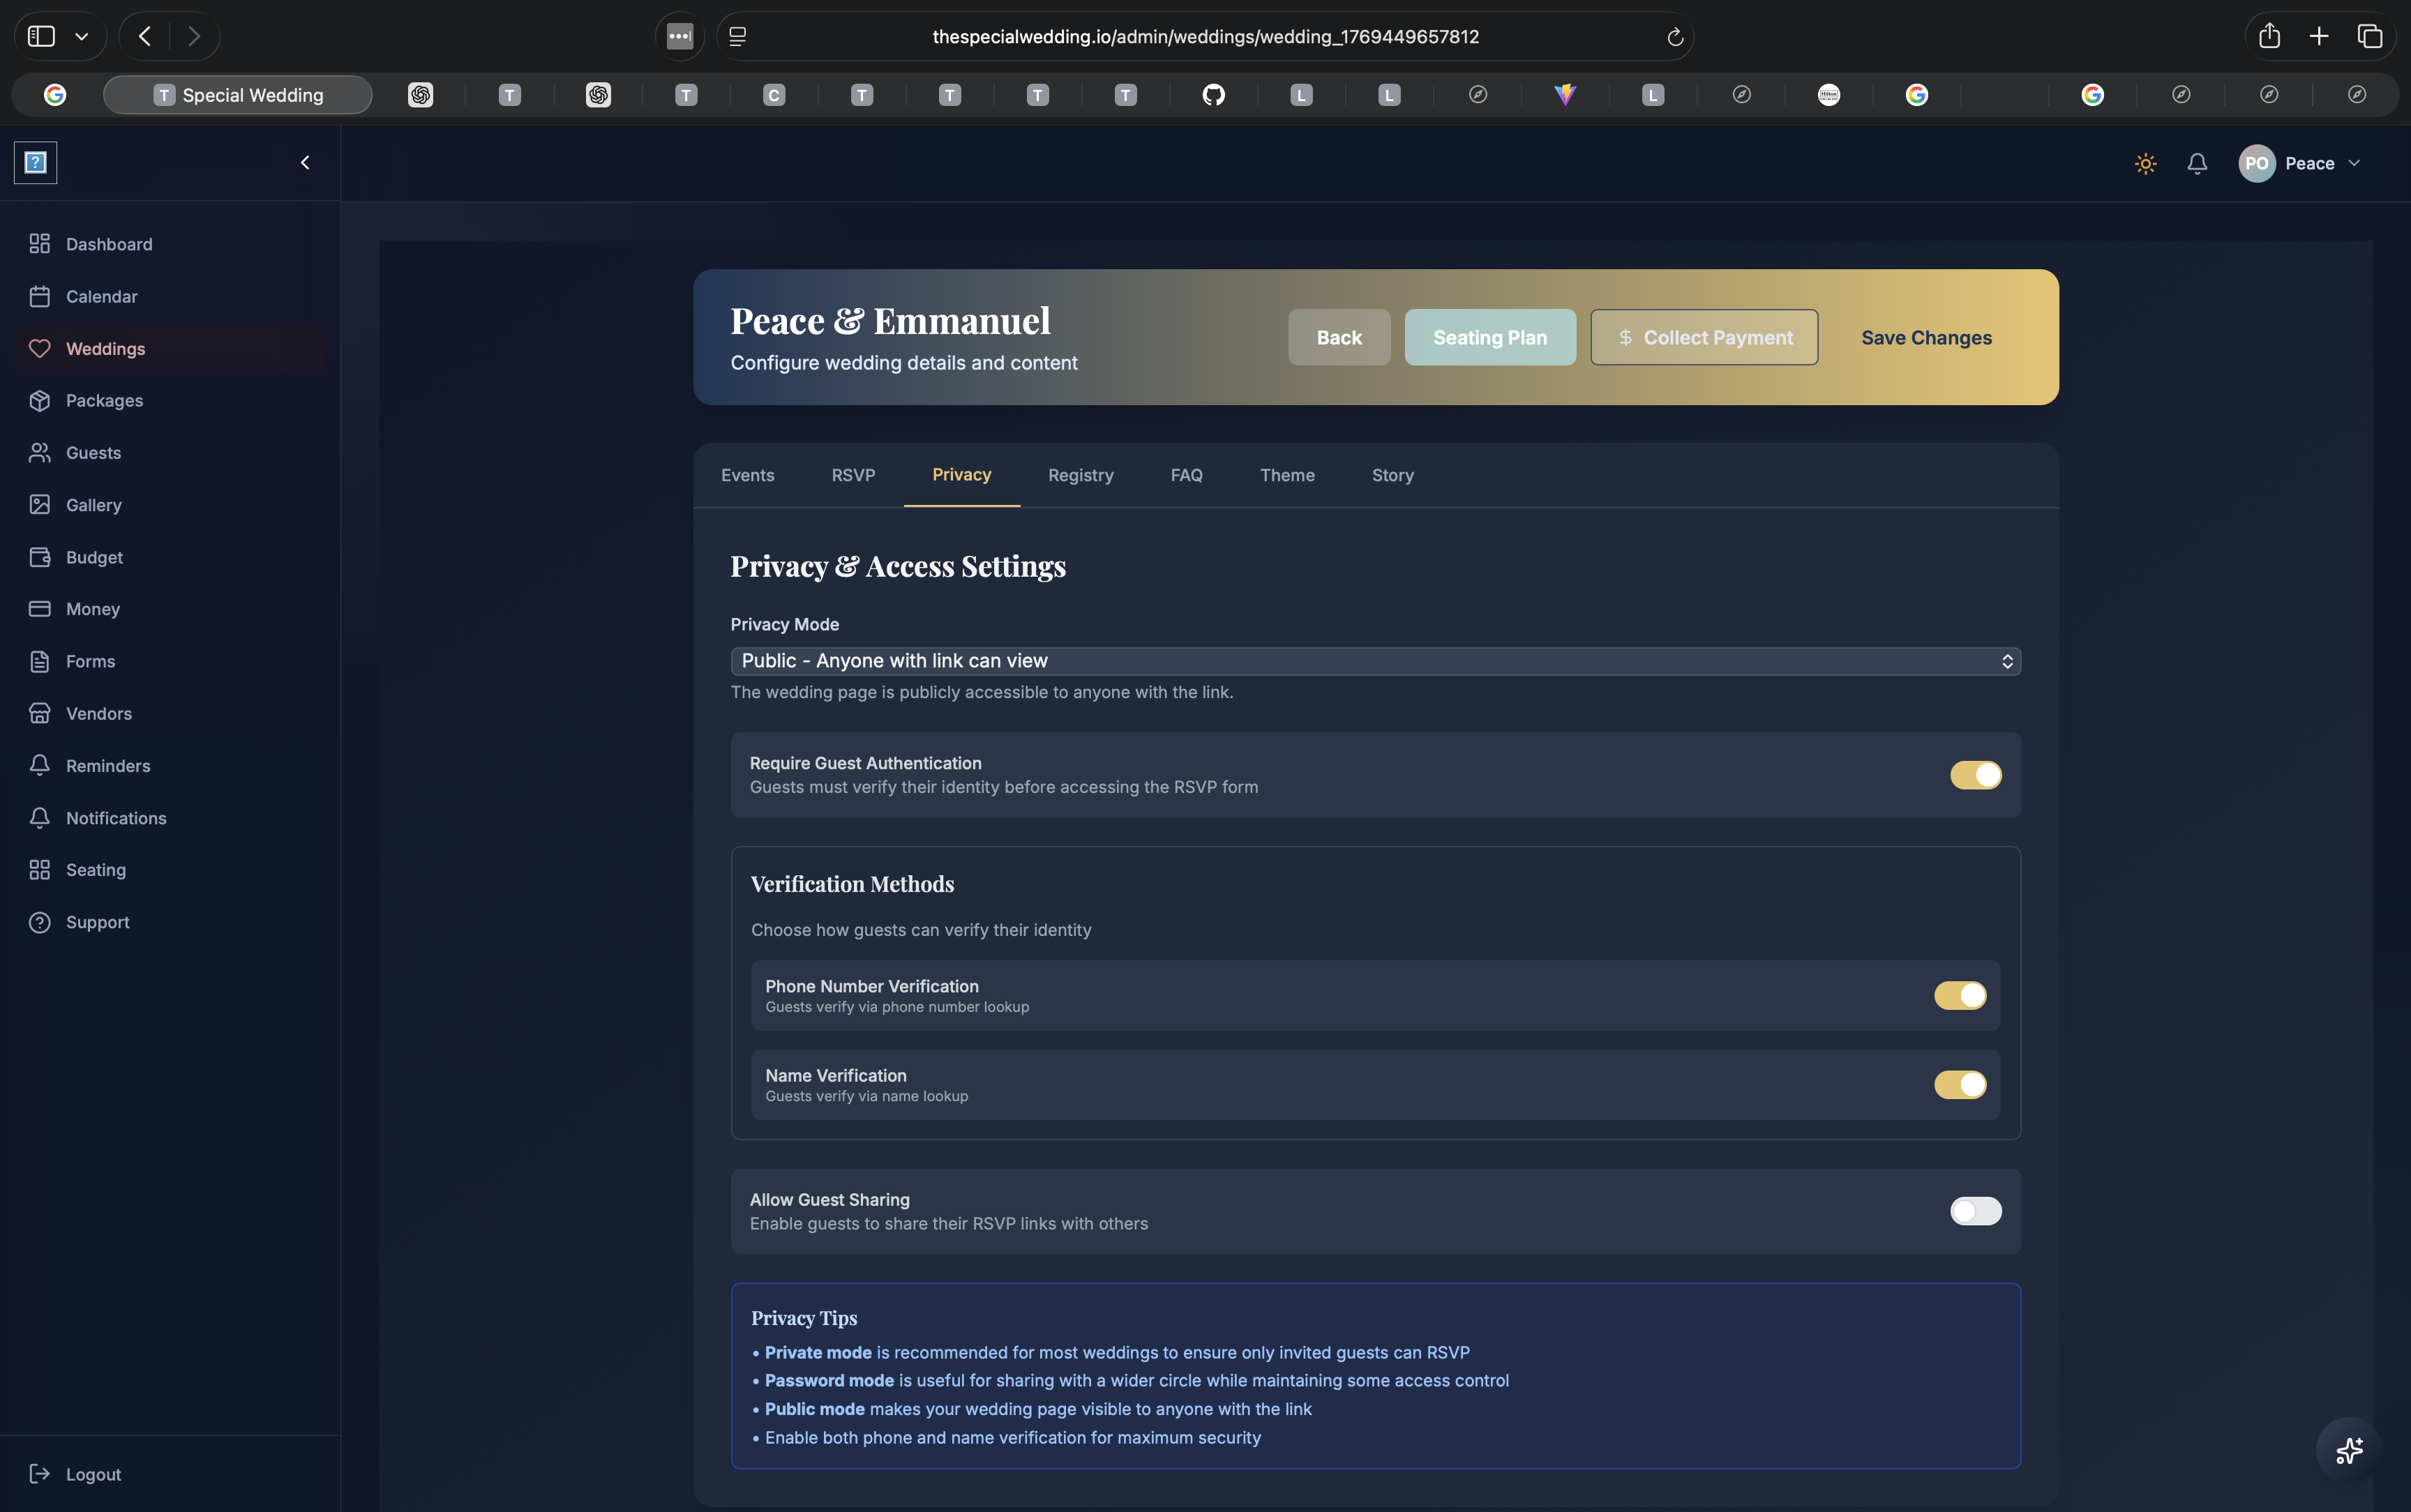 thespecialwedding.io/admin/weddings/wedding_1769449657812
T Special Wedding
T
T
C
T
T
T
T
L
L
L
PO Peace
Dashboard
Calendar
Weddings
Packages
Guests
Gallery
Budget
Money
Forms
Vendors
Reminders
Notifications
Seating
Support
Logout
Peace & Emmanuel
Configure wedding details and content
Back
Seating Plan
$ Collect Payment
Save Changes
Events
RSVP
Privacy
Registry
FAQ
Theme
Story
Privacy & Access Settings
Privacy Mode
Public - Anyone with link can view
The wedding page is publicly accessible to anyone with the link.
Require Guest Authentication
Guests must verify their identity before accessing the RSVP form
Verification Methods
Choose how guests can verify their identity
Phone Number Verification
Guests verify via phone number lookup
Name Verification
Guests verify via name lookup
Allow Guest Sharing
Enable guests to share their RSVP links with others
Privacy Tips
• Private mode is recommended for most weddings to ensure only invited guests can RSVP
• Password mode is useful for sharing with a wider circle while maintaining some access control
• Public mode makes your wedding page visible to anyone with the link
• Enable both phone and name verification for maximum security